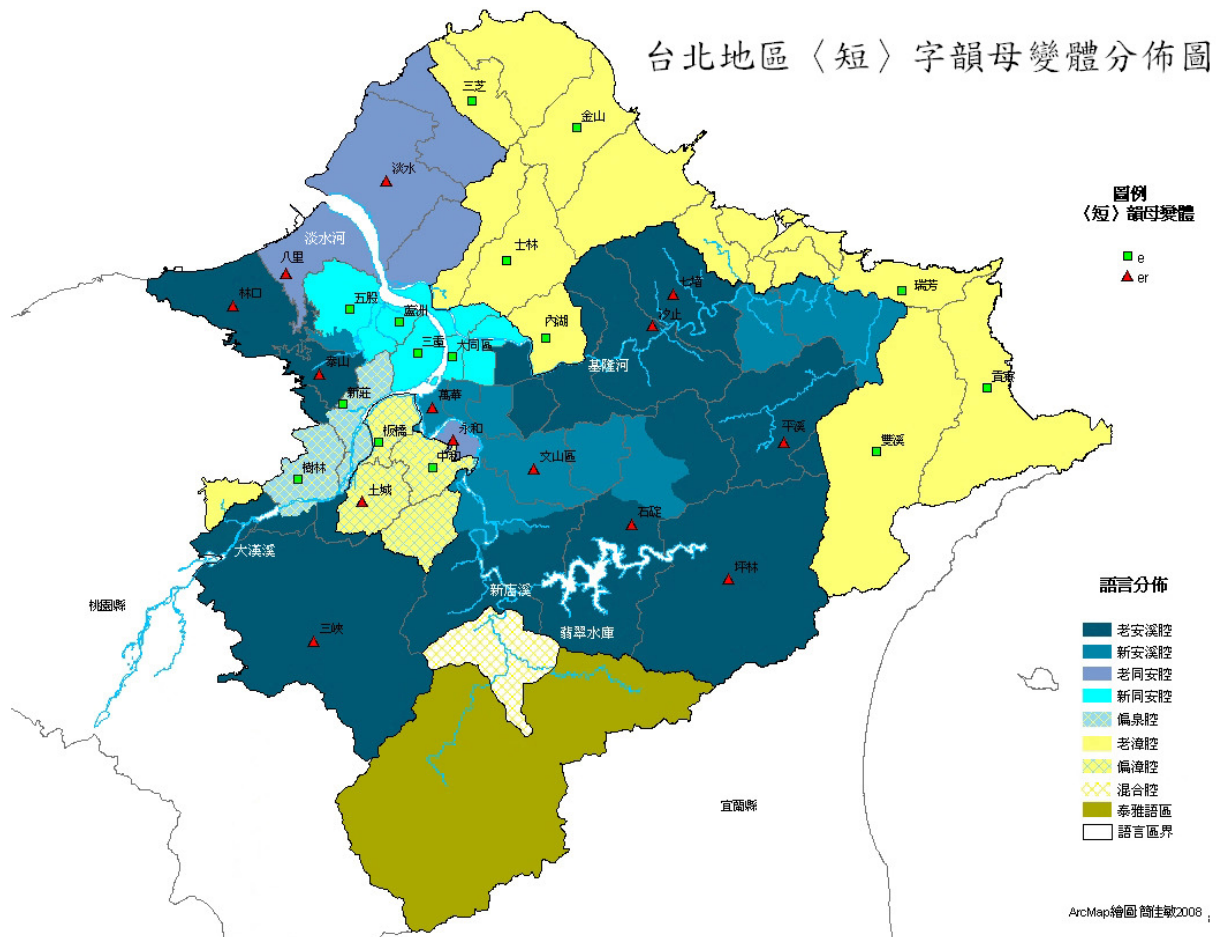 台北地區〈短〉字韻母變體分佈圖
三芝
金山
淡水
圖例
〈短〉韻母變體
e
er
士林
淡水河
八里
七堵
瑞芳
林口
五股
蘆洲
汐止
內湖
三重
大同區
基隆河
泰山
貢寮
新莊
萬華
永和
板橋
平溪
中和
文山區
雙溪
樹林
土城
石碇
大漢溪
坪林
新店溪
語言分佈
桃園縣
三峽
翡翠水庫
老安溪腔
新安溪腔
老同安腔
新同安腔
偏泉腔
老漳腔
偏漳腔
混合腔
泰雅語區
語言區界
宜蘭縣
ArcMap繪圖 簡佳敏2008 ;